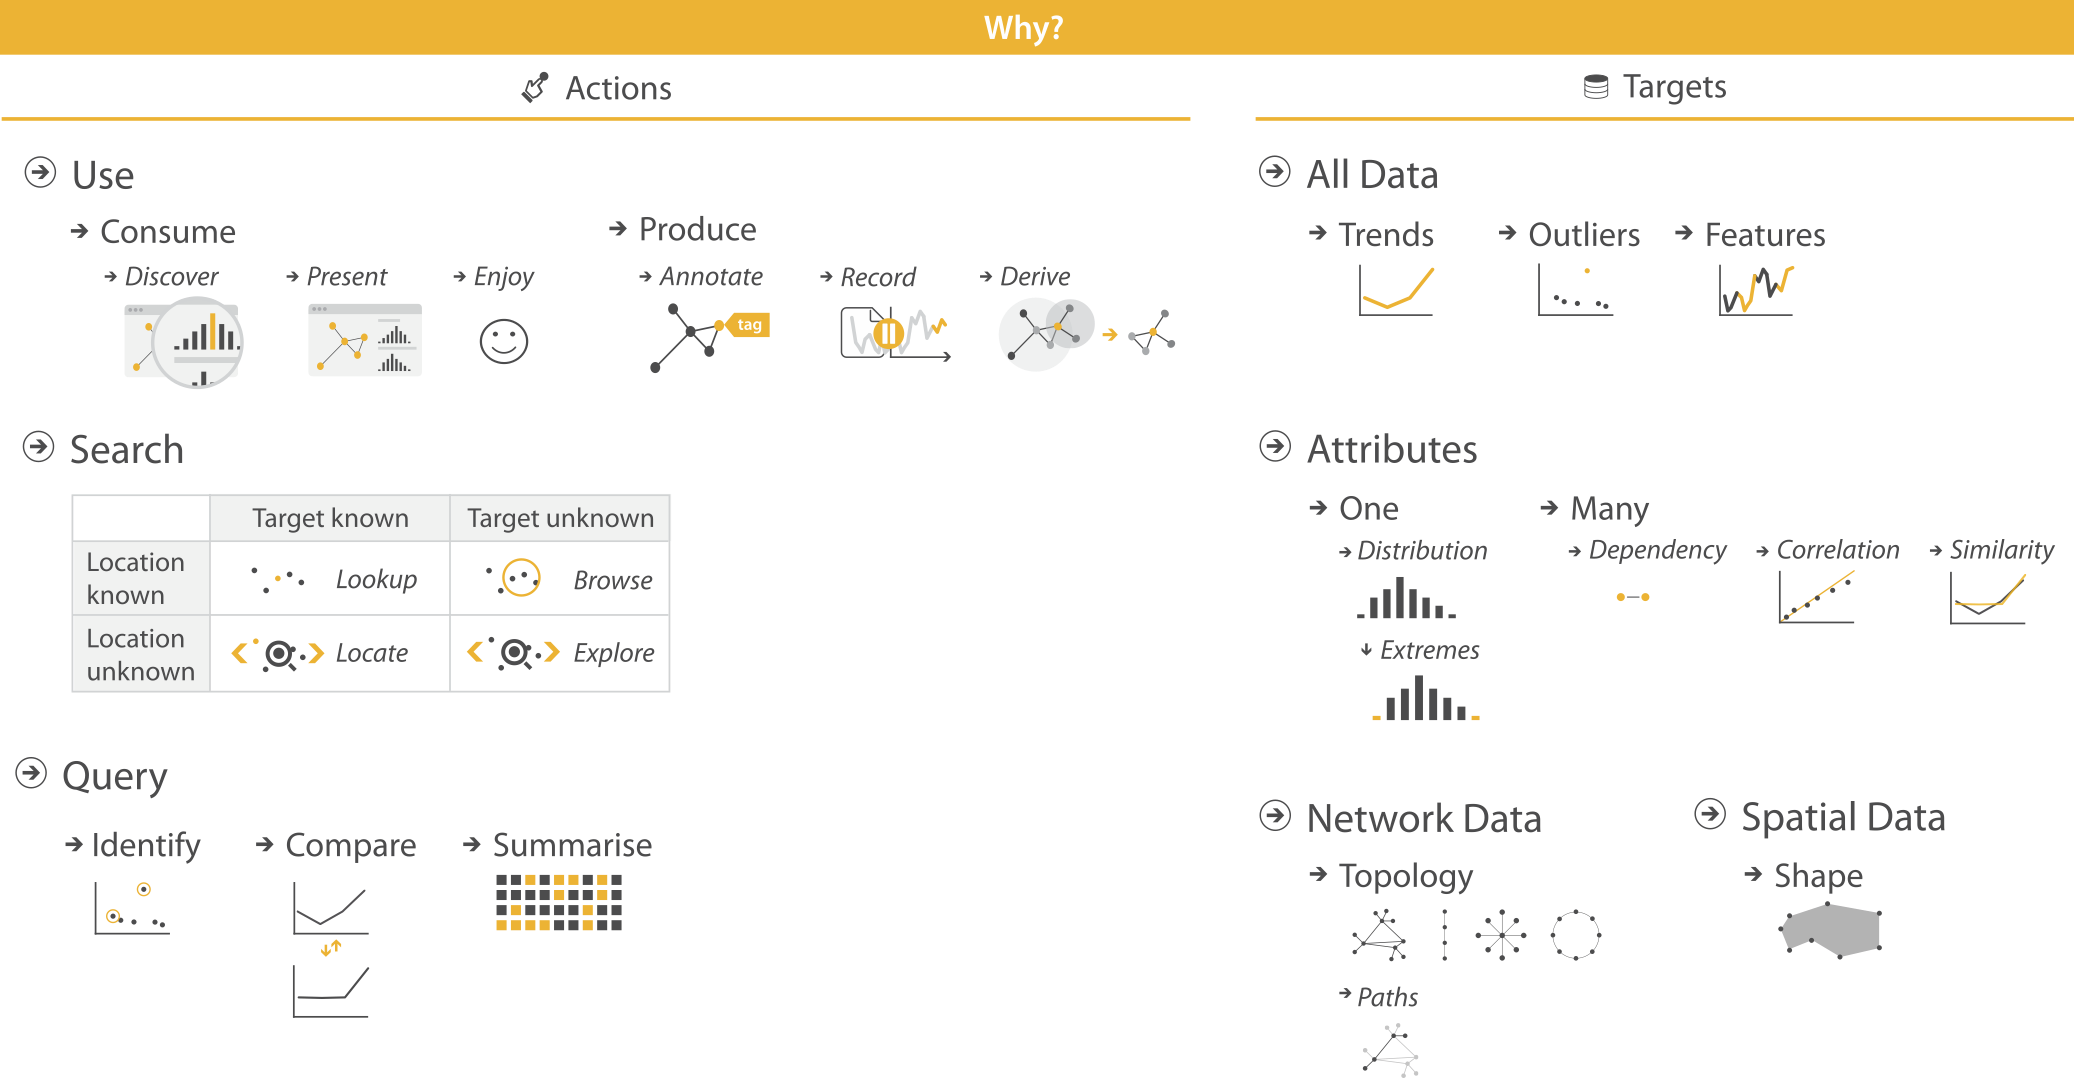 Why?
Actions
Use
Consume
Produce
Discover
Present
Enjoy
Annotate
Record
Derive
tag
Search
Target known
Target unknown
Location
known
Lookup
Browse
Location
unknown
Locate
Explore
Query
Identify
Compare
Summarise
Targets
All Data
Trends
Outliers
Features
Attributes
One
Many
Distribution
Dependency
Correlation
Similarity
Extremes
Network Data
Spatial Data
Topology
Shape
Paths